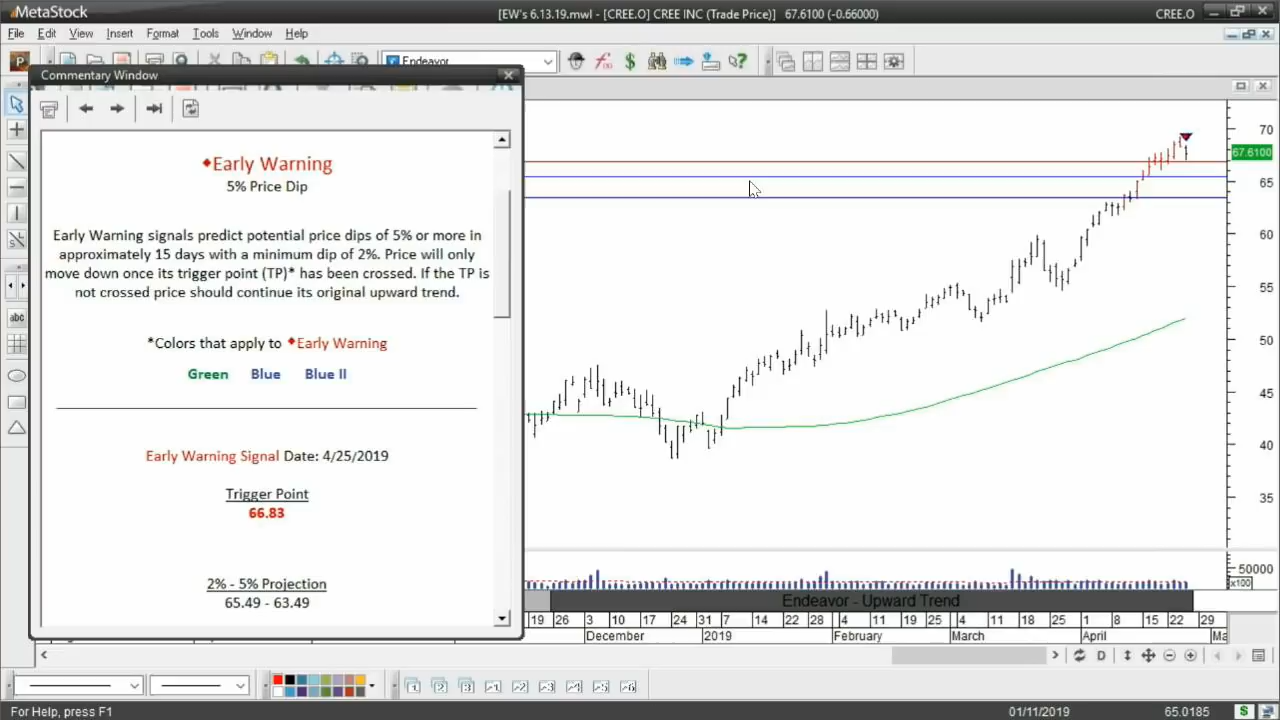 MetaStock
[EW's 6.13.19.mwl - [CREE.O] CREE INC (Trade Price)] 67.6100 (-0.66000)
CREE.O
File Edit View Insert Format Tools Window Help
Endeavor
Commentary Window
Early Warning
5% Price Dip
Early Warning signals predict potential price dips of 5% or more in
approximately 15 days with a minimum dip of 2%. Price will only
move down once its trigger point (TP)* has been crossed. If the TP is
not crossed price should continue its original upward trend.
*Colors that apply to ♦Early Warning
Green Blue Blue II
Early Warning Signal Date: 4/25/2019
Trigger Point
66.83
2% - 5% Projection
65.49 - 63.49
70
67.6100
65
60
55
50
45
40
35
50000
x100
Endeavor - Upward Trend
19 26 3 10 17 24 31 7 14 22 28 4 11 19 25 4 11 18 25 1 8 15 22 29
December 2019 February March April Ma
abc
D
For Help, press F1
01/11/2019 65.0185